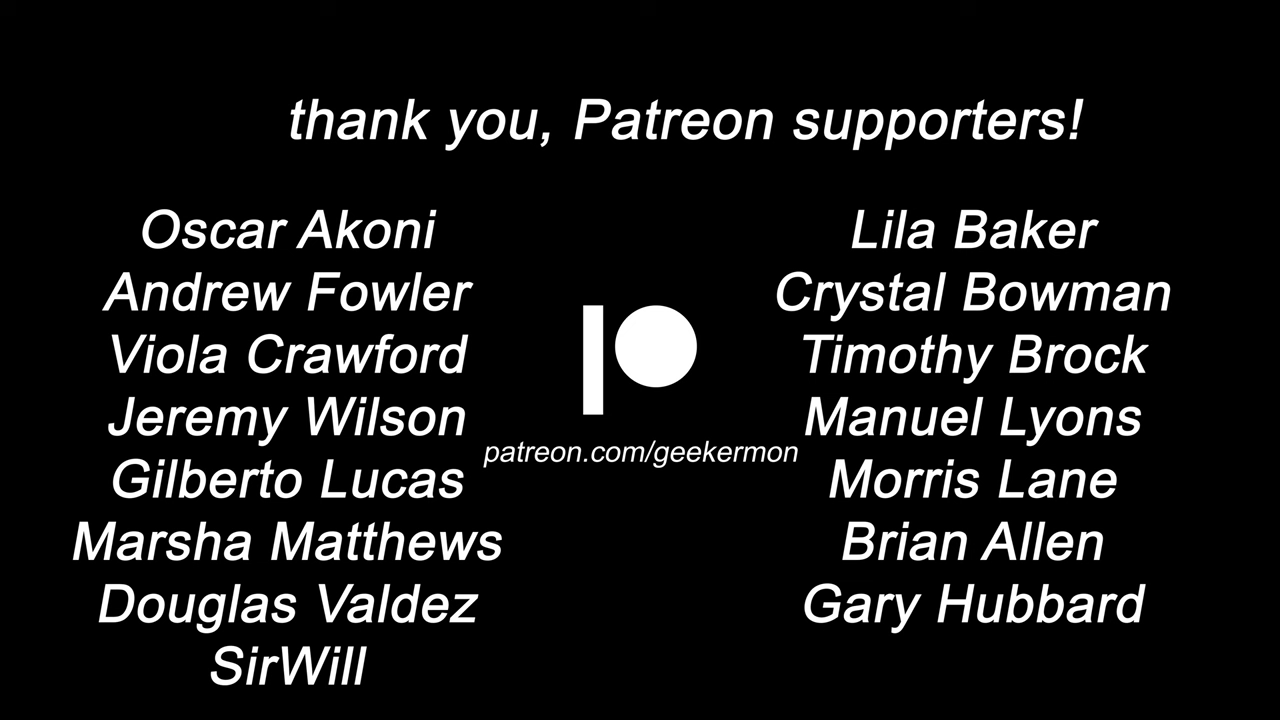 thank you, Patreon supporters!
Oscar Akoni
Andrew Fowler
Viola Crawford
Jeremy Wilson
Gilberto Lucas
Marsha Matthews
Douglas Valdez
SirWill
patreon.com/geekermon
Lila Baker
Crystal Bowman
Timothy Brock
Manuel Lyons
Morris Lane
Brian Allen
Gary Hubbard